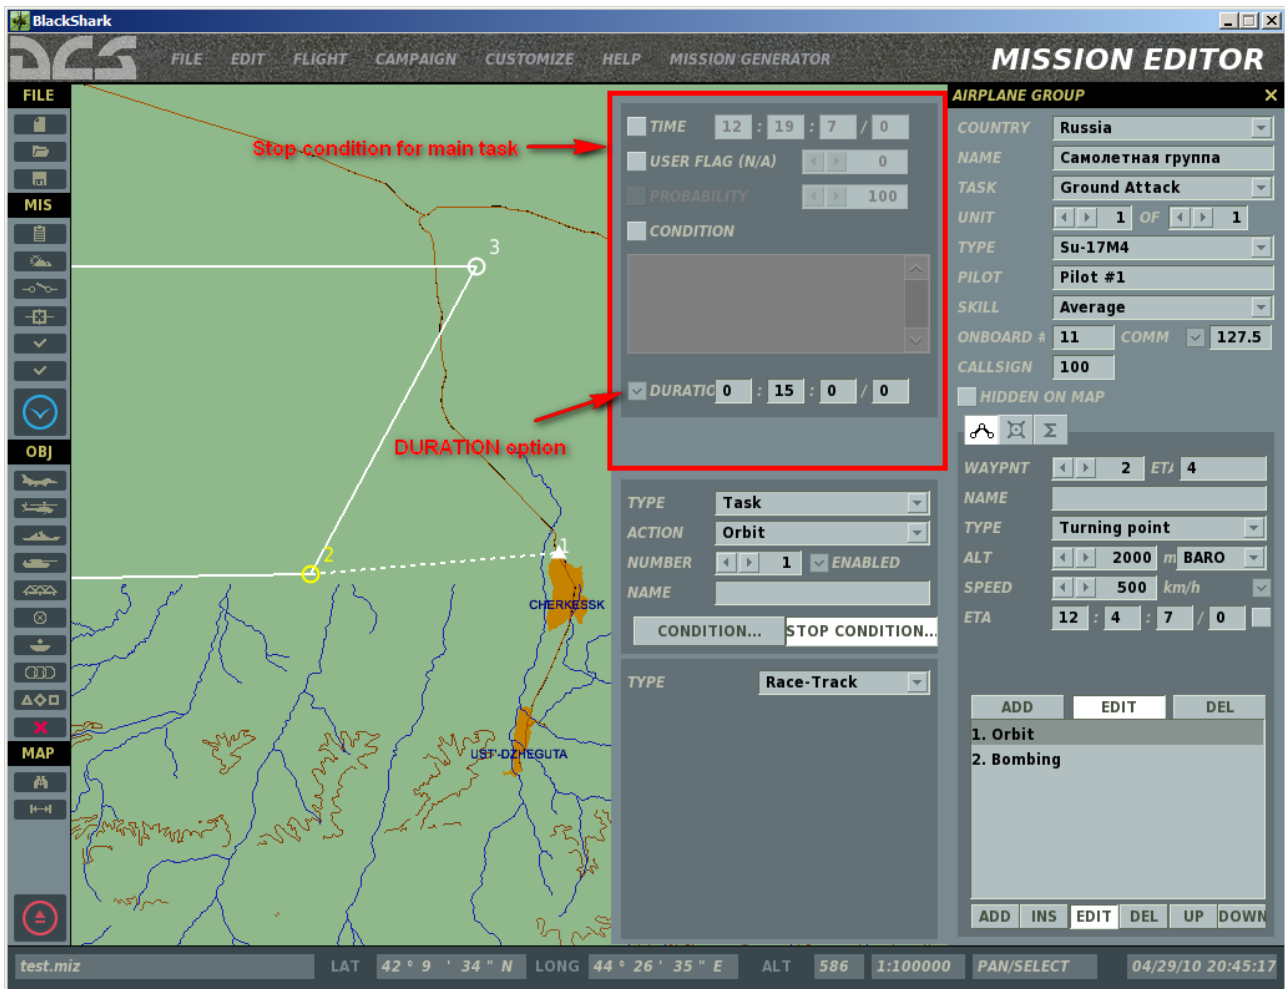 BlackShark
DCS
FILE EDIT FLIGHT CAMPAIGN CUSTOMIZE HELP MISSION GENERATOR
MISSION EDITOR
FILE
MIS
OBJ
MAP
Stop condition for main task
DURATION option
3
2
1
CHERKESSK
UST'-DZHEGUTA
TIME 12 : 19 : 7 / 0
USER FLAG (N/A) 0
PROBABILITY 100
CONDITION
DURATIC 0 : 15 : 0 / 0
TYPE Task
ACTION Orbit
NUMBER 1 ENABLED
NAME
CONDITION... STOP CONDITION...
TYPE Race-Track
AIRPLANE GROUP
COUNTRY Russia
NAME Самолетная группа
TASK Ground Attack
UNIT 1 OF 1
TYPE Su-17M4
PILOT Pilot #1
SKILL Average
ONBOARD # 11 COMM 127.5
CALLSIGN 100
HIDDEN ON MAP
WAYPNT 2 ETA 4
NAME
TYPE Turning point
ALT 2000 m BARO
SPEED 500 km/h
ETA 12 : 4 : 7 / 0
ADD EDIT DEL
1. Orbit
2. Bombing
ADD INS EDIT DEL UP DOWN
test.miz LAT 42 ° 9 ' 34 " N LONG 44 ° 26 ' 35 " E ALT 586 1:100000 PAN/SELECT 04/29/10 20:45:17